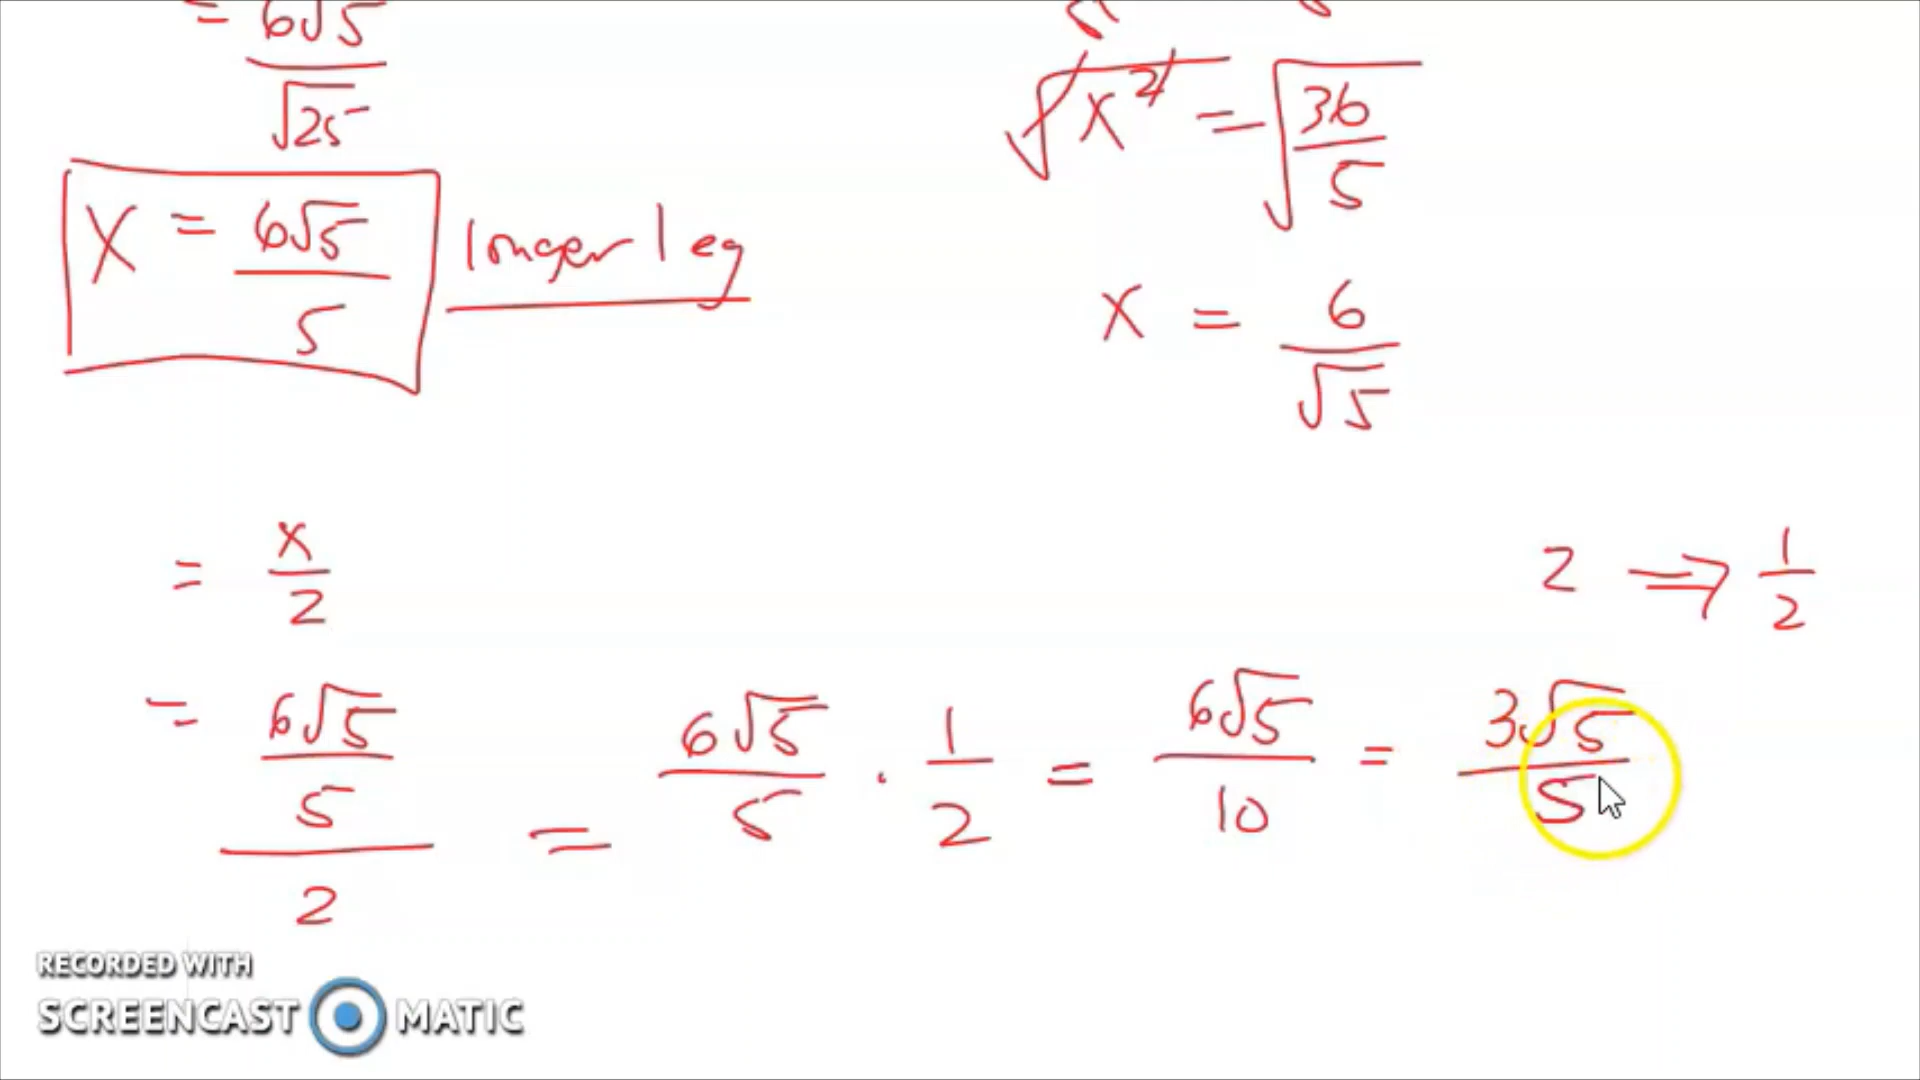 = 6√5
√25
X = 6√5
5
longer leg
√X² = √36
5
X = 6
√5
= X
2
2 ⇒ 1
2
= 6√5
5
2
= 6√5 · 1 = 6√5 = 3√5
5 2 10 5
RECORDED WITH
SCREENCAST MATIC